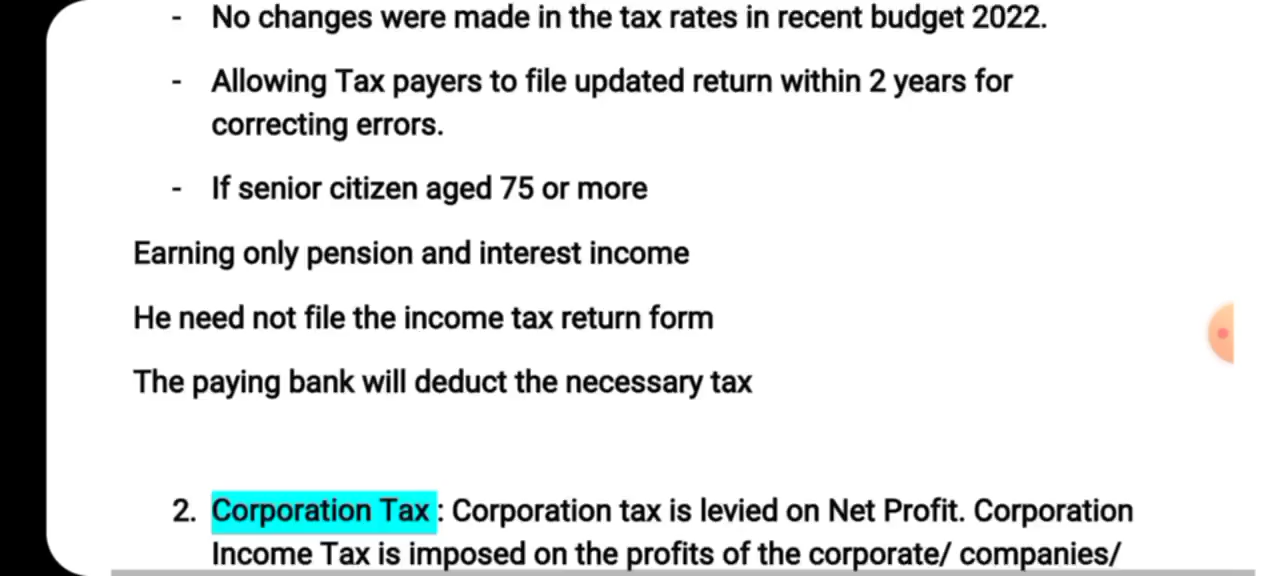 - No changes were made in the tax rates in recent budget 2022.
- Allowing Tax payers to file updated return within 2 years for
correcting errors.
- If senior citizen aged 75 or more
Earning only pension and interest income
He need not file the income tax return form
The paying bank will deduct the necessary tax
2. Corporation Tax : Corporation tax is levied on Net Profit. Corporation
Income Tax is imposed on the profits of the corporate/ companies/